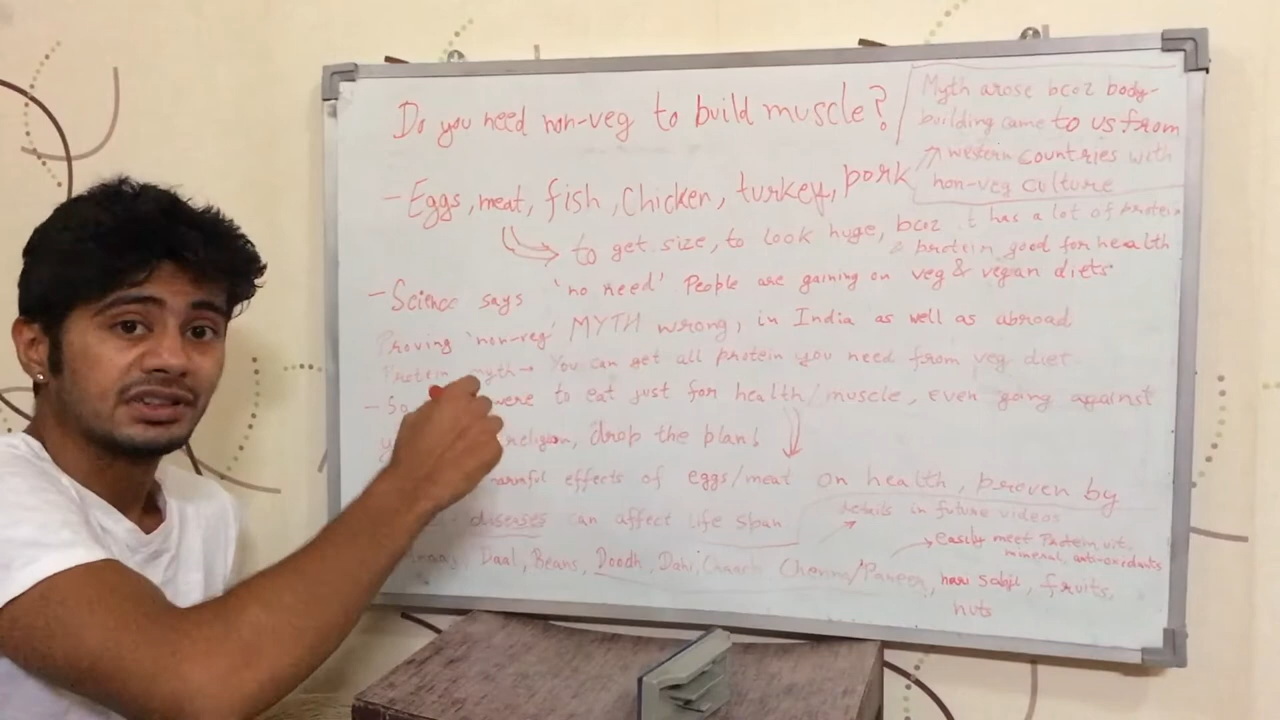 Do you need non-veg to build muscle?
Myth arose bcoz body-
building came to us from
western countries with
non-veg culture
- Eggs, meat, fish, Chicken, turkey, pork
to get size, to look huge, bcoz it has a lot of protein
& protein good for health
- Science says 'no need' People are gaining on veg & vegan diets
Proving 'non-veg' MYTH wrong, in India as well as abroad
Protein myth → You can get all protein you need from veg diet
- So were to eat just for health/muscle, even going against
religion, drop the plan!
harmful effects of eggs/meat on health, proven by
diseases can affect life span
details in future videos
easily meet Protein, vit,
mineral, anti-oxedants
Daal, Beans, Doodh, Dahi, Chaach Chenna/Paneer, hari sabji, fruits,
nuts